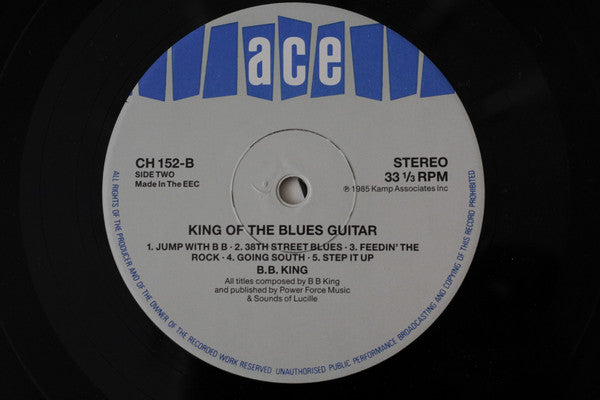 ace
CH 152-B
SIDE TWO
Made In The EEC
STEREO
33 1/3 RPM
℗ 1985 Kamp Associates Inc
KING OF THE BLUES GUITAR
1. JUMP WITH B B · 2. 38TH STREET BLUES · 3. FEEDIN' THE
ROCK · 4. GOING SOUTH · 5. STEP IT UP
B.B. KING
All titles composed by B B King
and published by Power Force Music
& Sounds of Lucille
ALL RIGHTS OF THE PRODUCER AND OF THE OWNER OF THE RECORDED WORK RESERVED. UNAUTHORISED PUBLIC PERFORMANCE BROADCASTING AND COPYING OF THIS RECORD PROHIBITED